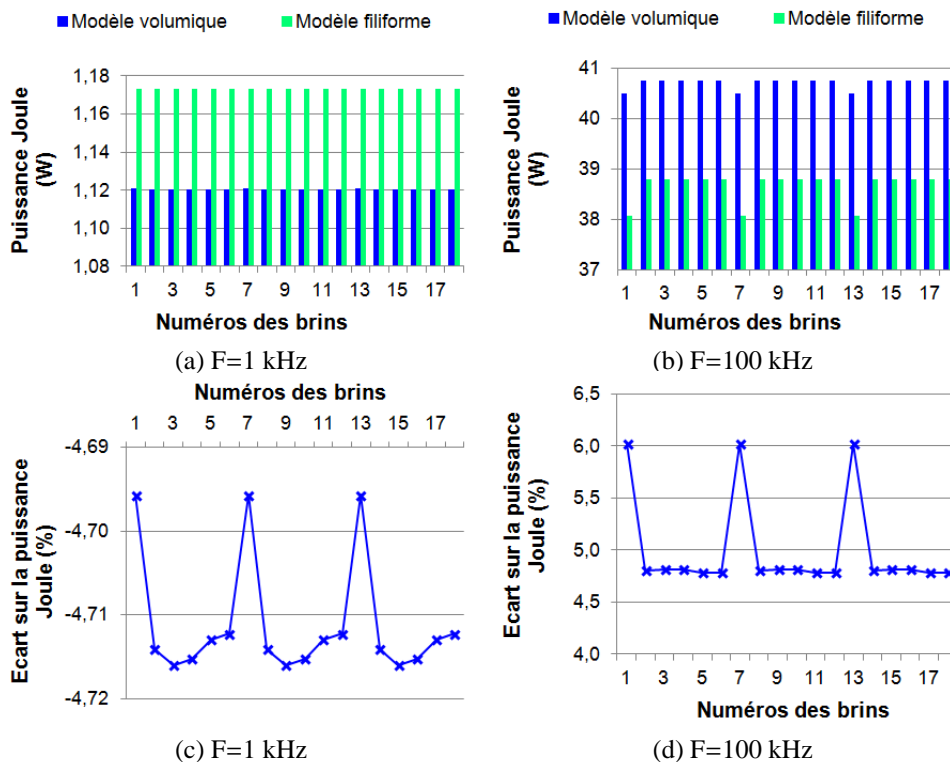 Modèle volumique Modèle filiforme
Puissance Joule
(W)
1,18
1,16
1,14
1,12
1,10
1,08
1 3 5 7 9 11 13 15 17
Numéros des brins
(a) F=1 kHz
Modèle volumique Modèle filiforme
Puissance Joule
(W)
41
40
39
38
37
1 3 5 7 9 11 13 15 17
Numéros des brins
(b) F=100 kHz
Numéros des brins
1 3 5 7 9 11 13 15 17
Ecart sur la puissance
Joule (%)
-4,69
-4,70
-4,71
-4,72
(c) F=1 kHz
Ecart sur la puissance
Joule (%)
6,5
6,0
5,5
5,0
4,5
4,0
1 3 5 7 9 11 13 15 17
Numéros des brins
(d) F=100 kHz